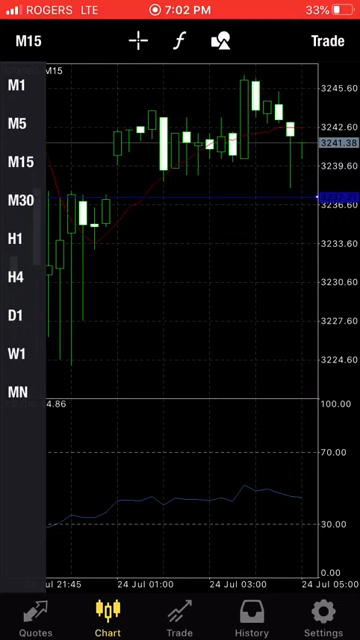 ROGERS LTE 7:02 PM 33%
M15 Trade
M15
M1
M5
M15
M30
H1
H4
D1
W1
MN
3245.60
3242.60
3241.38
3239.60
3236.60
3233.60
3230.60
3227.60
3224.60
4.86
100.00
70.00
30.00
0.00
Jul 21:45 24 Jul 01:00 24 Jul 03:00 24 Jul 05:00
Quotes Chart Trade History Settings